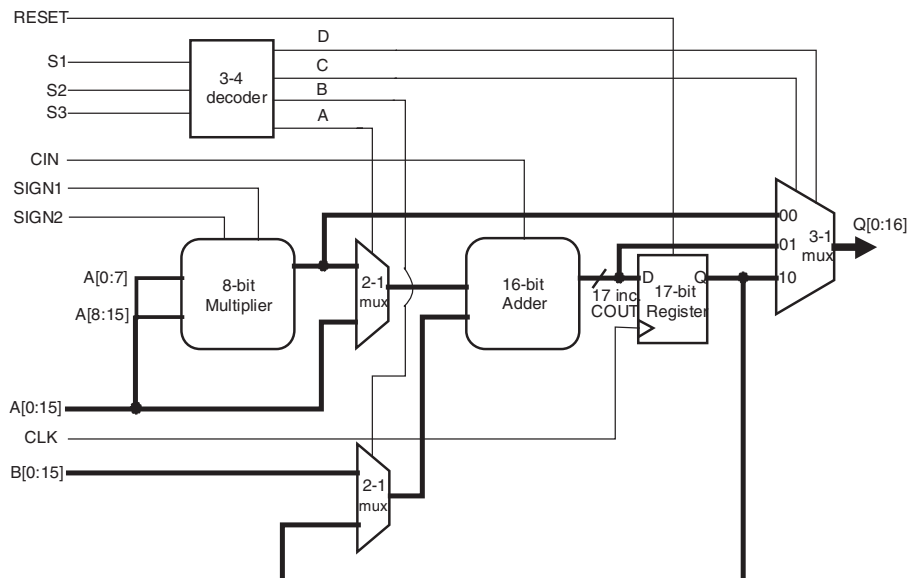 RESET
D
S1
3-4
decoder
C
S2
B
S3
A
CIN
SIGN1
SIGN2
00
Q[0:16]
01
3-1
mux
A[0:7]
8-bit
Multiplier
2-1
mux
16-bit
Adder
D
Q
10
17 inc.
COUT
17-bit
Register
A[8:15]
A[0:15]
CLK
B[0:15]
2-1
mux